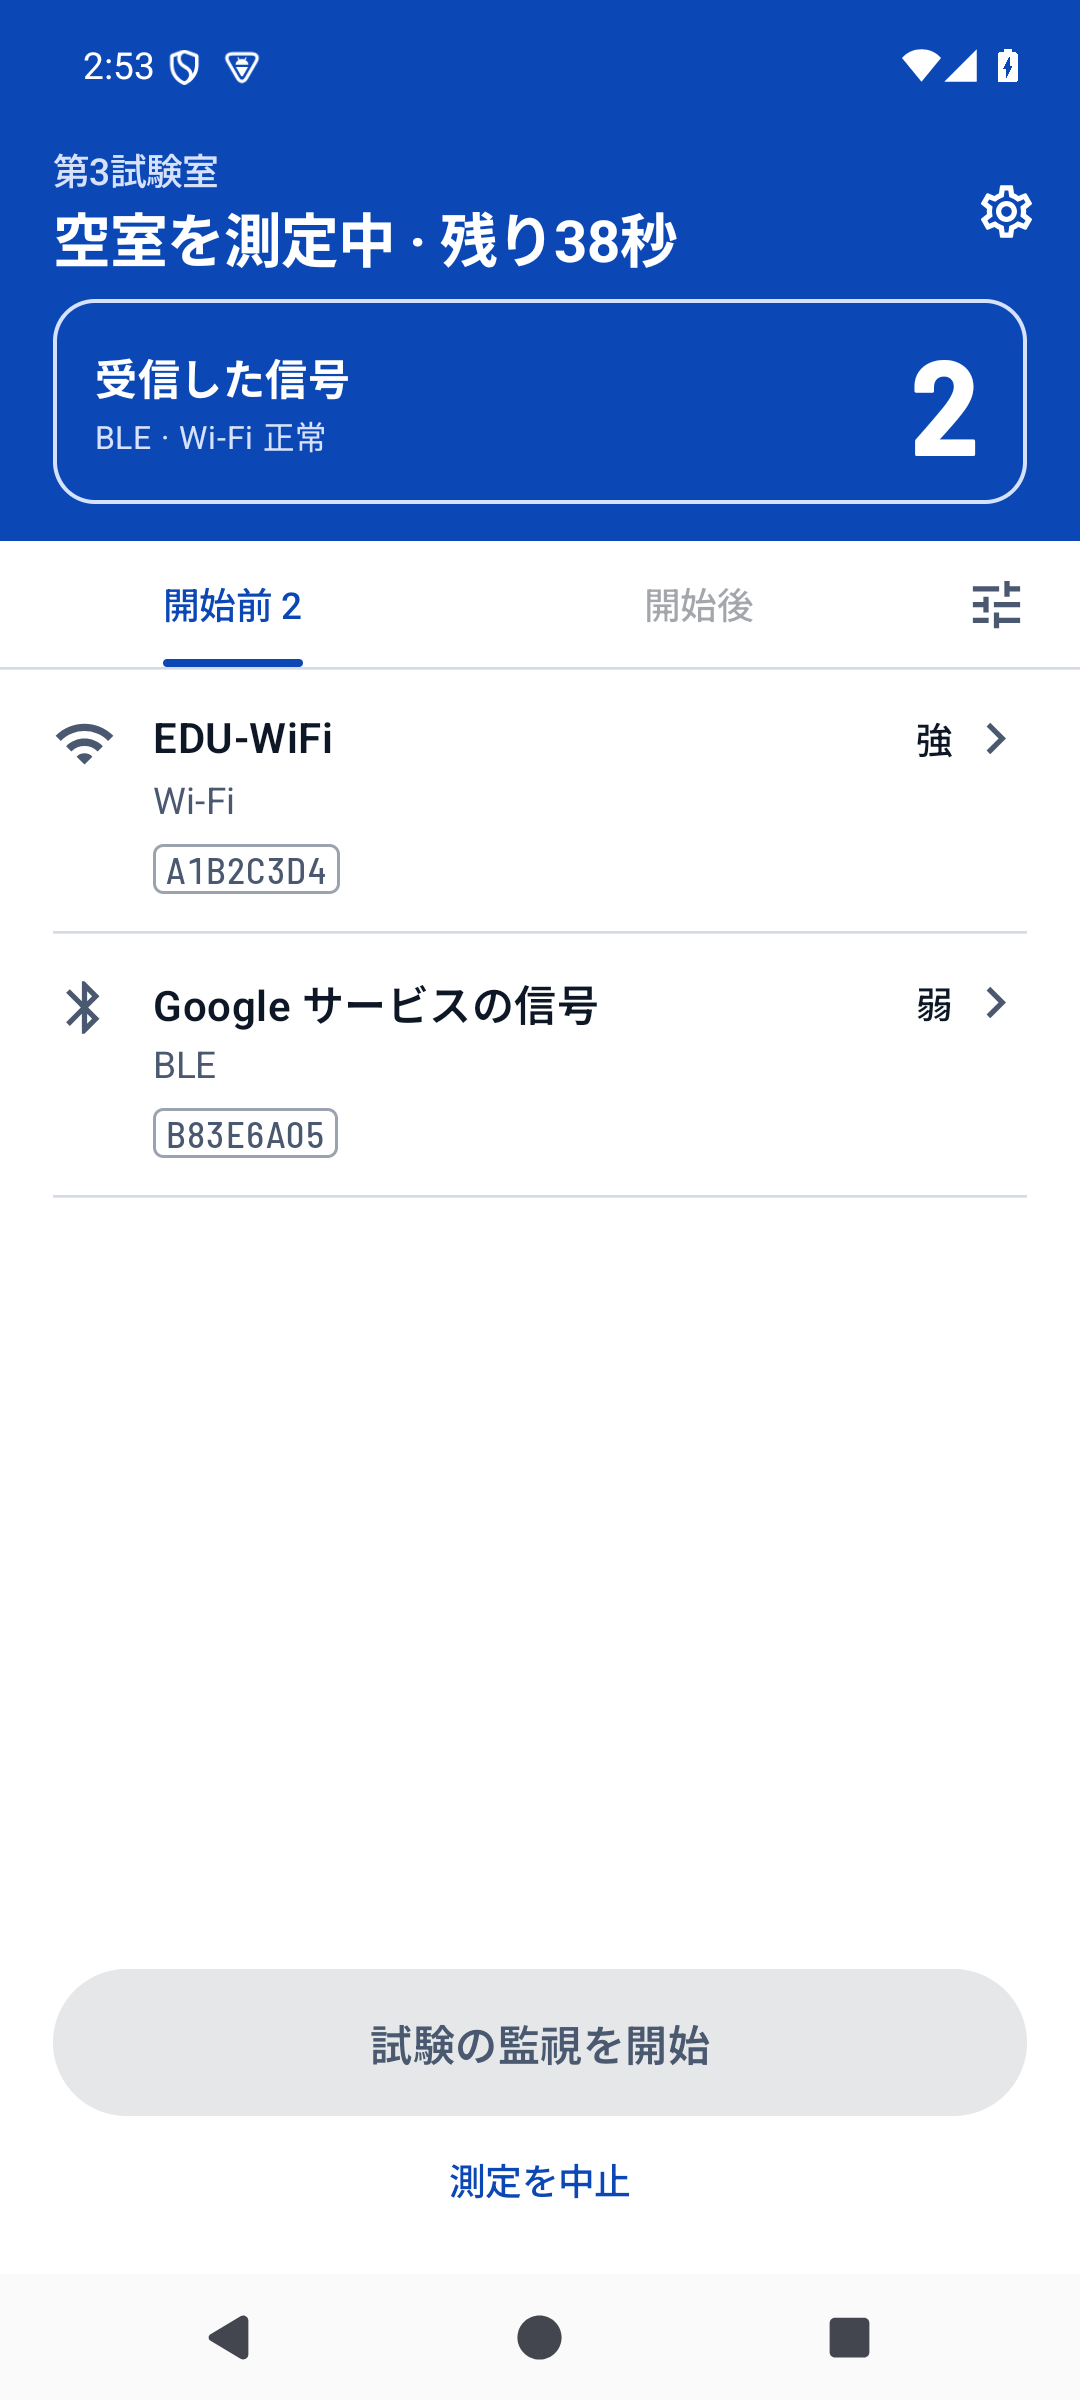 2:53
第3試験室
空室を測定中 · 残り38秒
受信した信号
BLE · Wi-Fi 正常
2
開始前 2
開始後
EDU-WiFi
強
Wi-Fi
A1B2C3D4
Google サービスの信号
弱
BLE
B83E6A05
試験の監視を開始
測定を中止